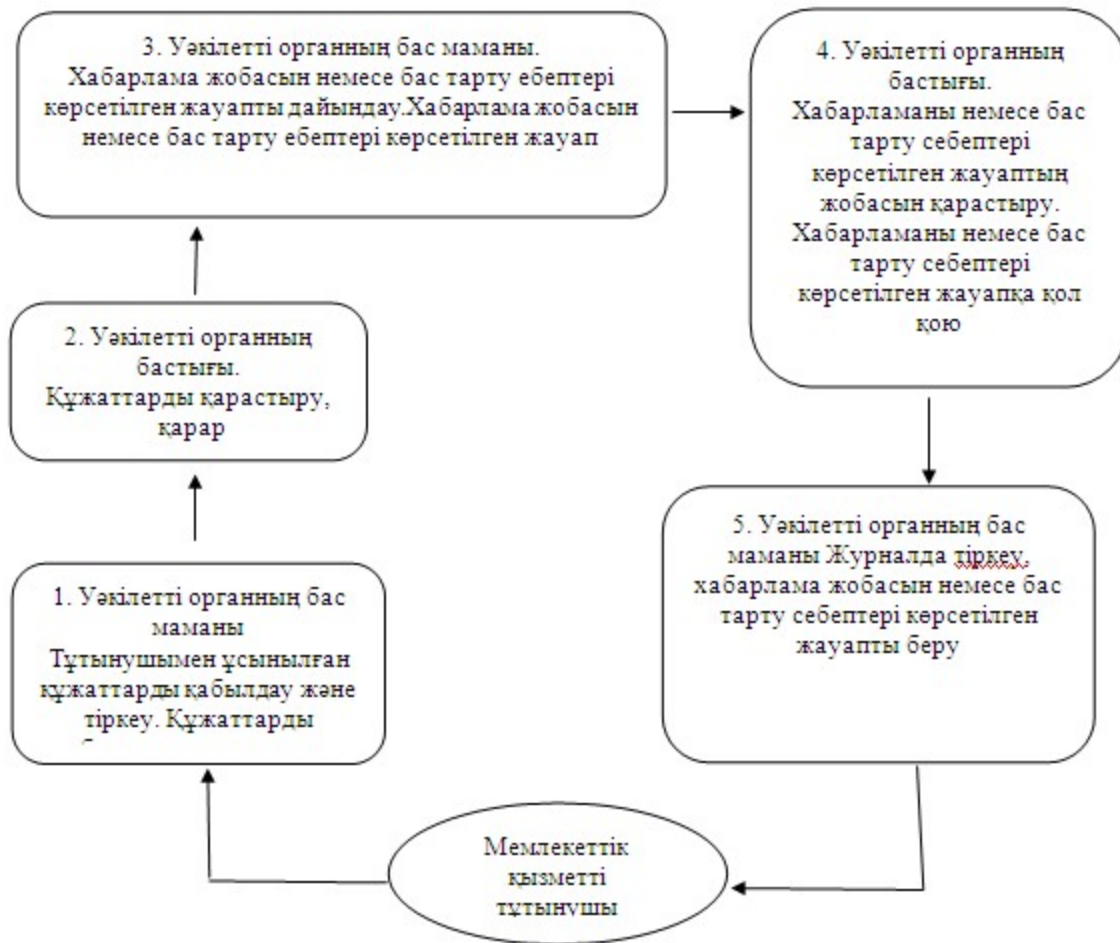 3. Уәкілетті органның бас маманы.
Хабарлама жобасын немесе бас тарту ебептері
көрсетілген жауапты дайындау.Хабарлама жобасын
немесе бас тарту ебептері көрсетілген жауап
4. Уәкілетті органның
бастығы.
Хабарламаны немесе бас
тарту себептері
көрсетілген жауаптың
жобасын қарастыру.
Хабарламаны немесе бас
тарту себептері
көрсетілген жауапқа қол
қою
2. Уәкілетті органның
бастығы.
Құжаттарды қарастыру,
қарар
5. Уәкілетті органның бас
маманы Журналда тіркеу,
хабарлама жобасын немесе бас
тарту себептері көрсетілген
жауапты беру
1. Уәкілетті органның бас
маманы
Тұтынушымен ұсынылған
құжаттарды қабылдау және
тіркеу. Құжаттарды
Мемлекеттік
қызметті
тұтынушы